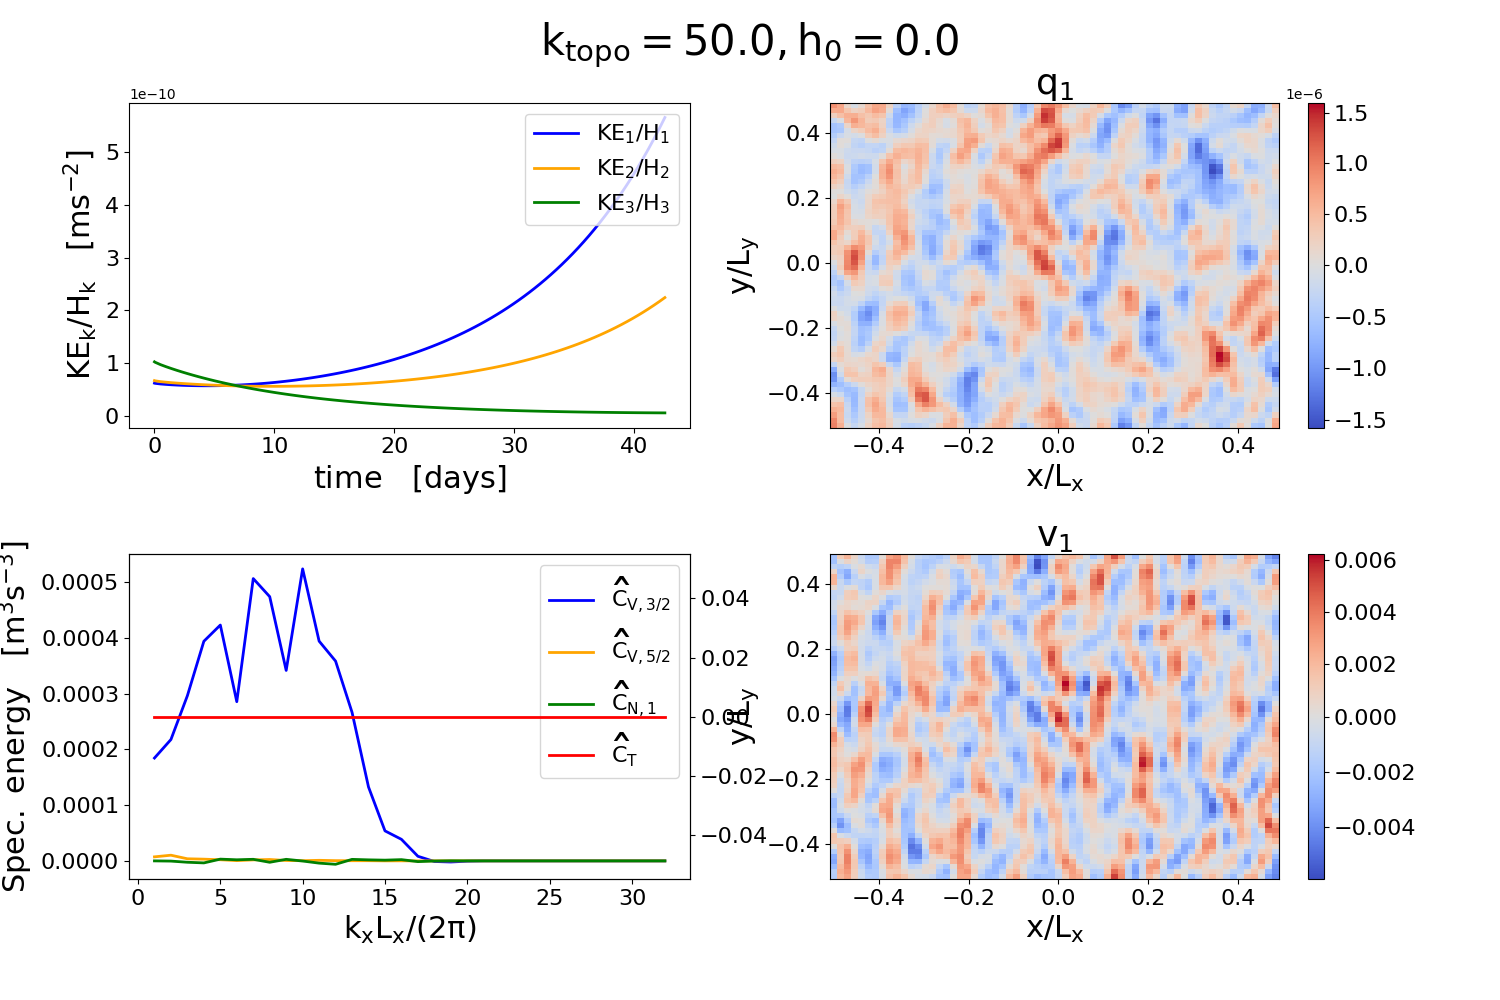 k_topo = 50.0, h_0 = 0.0
1e−10
KE_1/H_1
KE_2/H_2
KE_3/H_3
5
4
3
2
1
0
KE_k/H_k [ms^−2]
0 10 20 30 40
time [days]
q_1
1e−6
0.4
0.2
0.0
−0.2
−0.4
y/L_y
−0.4 −0.2 0.0 0.2 0.4
x/L_x
1.5
1.0
0.5
0.0
−0.5
−1.0
−1.5
Ĉ_V, 3/2
Ĉ_V, 5/2
Ĉ_N, 1
Ĉ_T
0.0005
0.0004
0.0003
0.0002
0.0001
0.0000
Spec. energy [m^3s^−3]
0 5 10 15 20 25 30
k_xL_x/(2π)
0.04
0.02
0.00
−0.02
−0.04
v_1
0.4
0.2
0.0
−0.2
−0.4
y/L_y
−0.4 −0.2 0.0 0.2 0.4
x/L_x
0.006
0.004
0.002
0.000
−0.002
−0.004